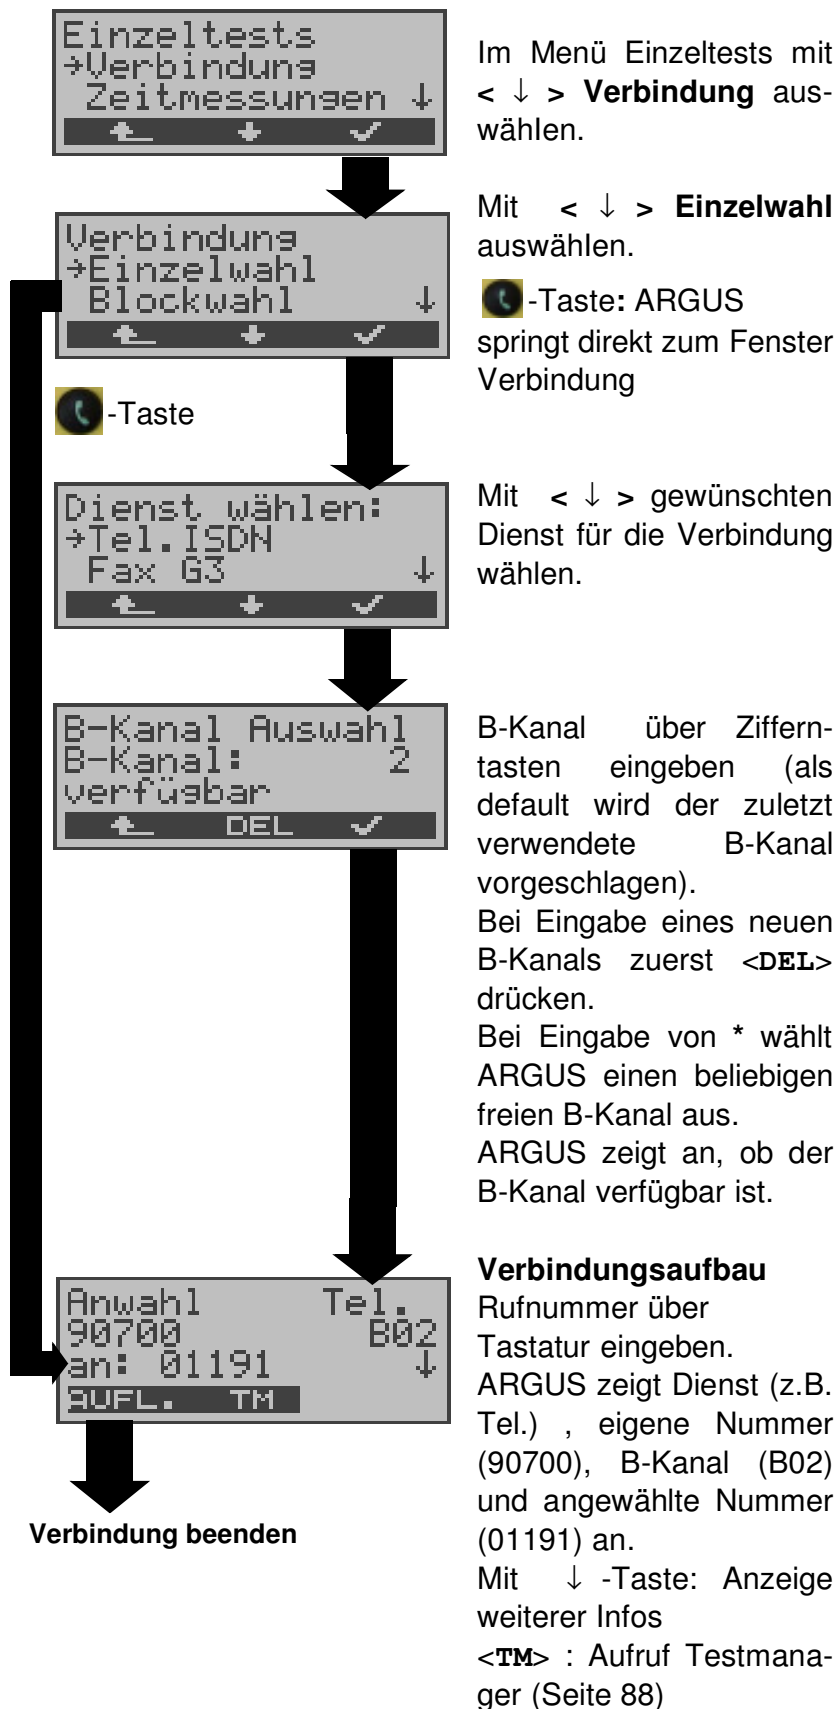 Einzeltests
→Verbindung
Zeitmessungen ↓
Im Menü Einzeltests mit
< ↓ > Verbindung aus-
wählen.
Verbindung
→Einzelwahl
Blockwahl ↓
-Taste
Mit < ↓ > Einzelwahl
auswählen.
-Taste: ARGUS
springt direkt zum Fenster
Verbindung
Dienst wählen:
→Tel.ISDN
Fax G3 ↓
Mit < ↓ > gewünschten
Dienst für die Verbindung
wählen.
B-Kanal Auswahl
B-Kanal: 2
verfügbar
DEL
B-Kanal über Ziffern-
tasten eingeben (als
default wird der zuletzt
verwendete B-Kanal
vorgeschlagen).
Bei Eingabe eines neuen
B-Kanals zuerst <DEL>
drücken.
Bei Eingabe von * wählt
ARGUS einen beliebigen
freien B-Kanal aus.
ARGUS zeigt an, ob der
B-Kanal verfügbar ist.
Anwahl Tel.
90700 B02
an: 01191 ↓
AUFL. TM
Verbindung beenden
Verbindungsaufbau
Rufnummer über
Tastatur eingeben.
ARGUS zeigt Dienst (z.B.
Tel.) , eigene Nummer
(90700), B-Kanal (B02)
und angewählte Nummer
(01191) an.
Mit ↓ -Taste: Anzeige
weiterer Infos
<TM> : Aufruf Testmana-
ger (Seite 88)